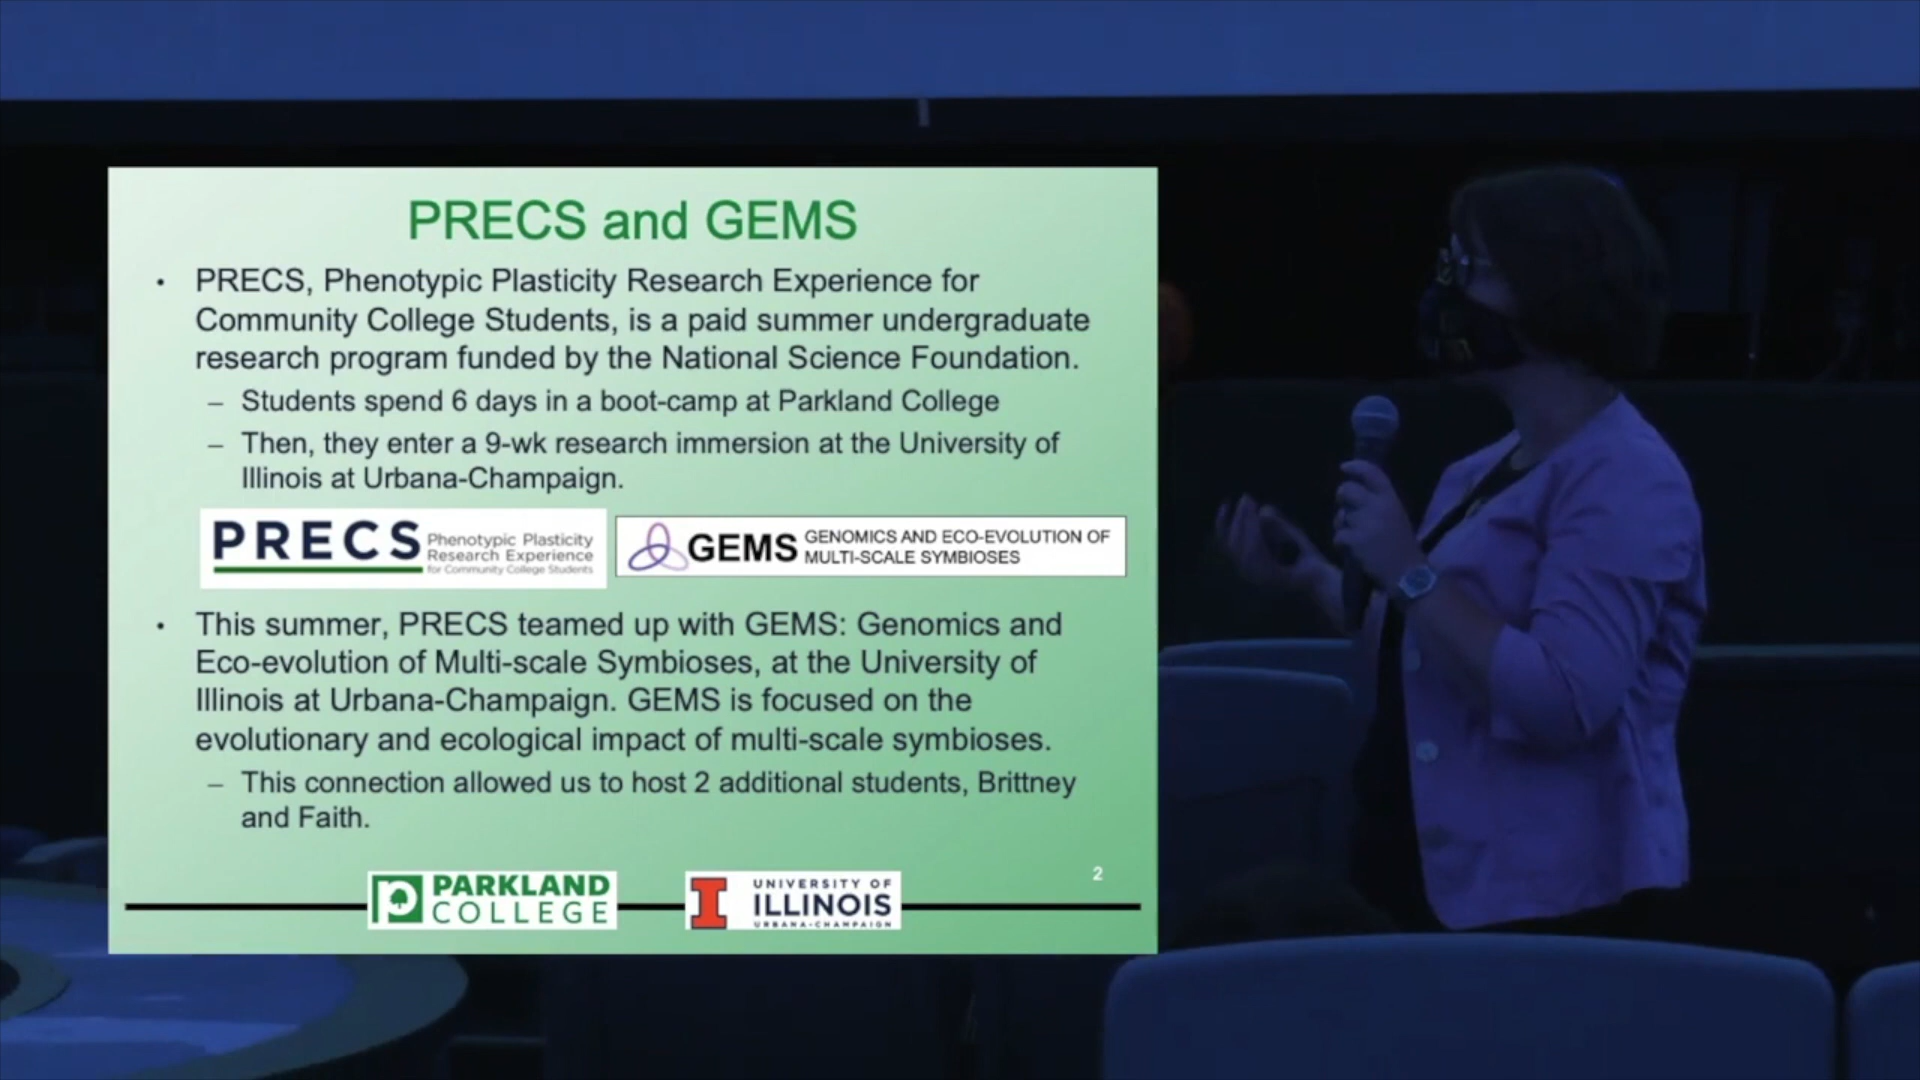 PRECS and GEMS
• PRECS, Phenotypic Plasticity Research Experience for
Community College Students, is a paid summer undergraduate
research program funded by the National Science Foundation.
– Students spend 6 days in a boot-camp at Parkland College
– Then, they enter a 9-wk research immersion at the University of
Illinois at Urbana-Champaign.
PRECS
Phenotypic Plasticity
Research Experience
for Community College Students
GEMS
GENOMICS AND ECO-EVOLUTION OF
MULTI-SCALE SYMBIOSES
• This summer, PRECS teamed up with GEMS: Genomics and
Eco-evolution of Multi-scale Symbioses, at the University of
Illinois at Urbana-Champaign. GEMS is focused on the
evolutionary and ecological impact of multi-scale symbioses.
– This connection allowed us to host 2 additional students, Brittney
and Faith.
2
PARKLAND
COLLEGE
I
UNIVERSITY OF
ILLINOIS
URBANA-CHAMPAIGN